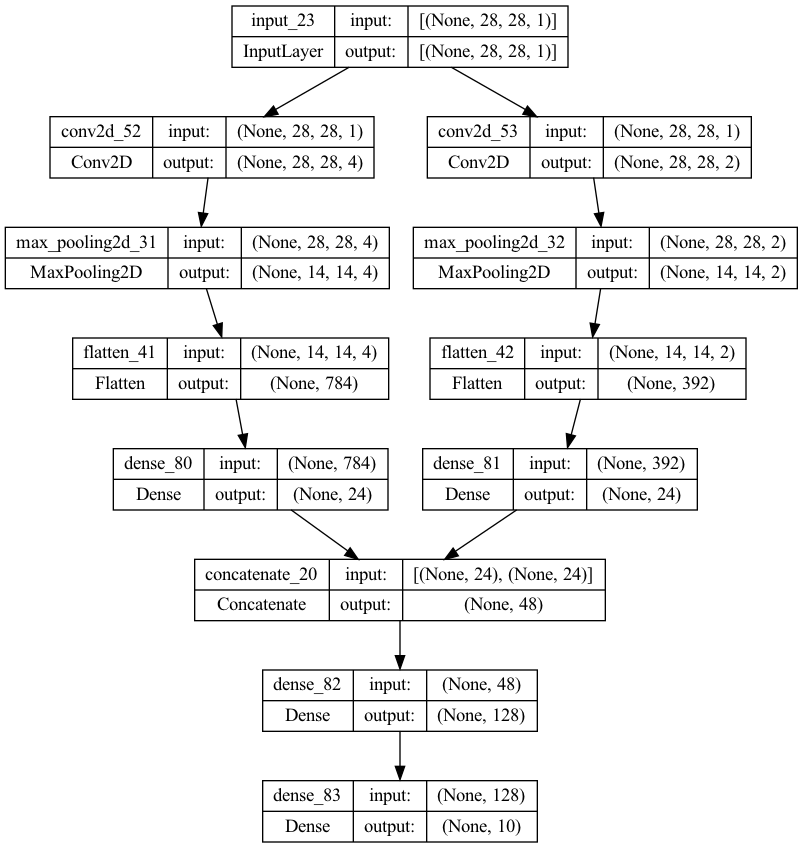 input_23 input: [(None, 28, 28, 1)]
InputLayer output: [(None, 28, 28, 1)]
conv2d_52 input: (None, 28, 28, 1)
Conv2D output: (None, 28, 28, 4)
conv2d_53 input: (None, 28, 28, 1)
Conv2D output: (None, 28, 28, 2)
max_pooling2d_31 input: (None, 28, 28, 4)
MaxPooling2D output: (None, 14, 14, 4)
max_pooling2d_32 input: (None, 28, 28, 2)
MaxPooling2D output: (None, 14, 14, 2)
flatten_41 input: (None, 14, 14, 4)
Flatten output: (None, 784)
flatten_42 input: (None, 14, 14, 2)
Flatten output: (None, 392)
dense_80 input: (None, 784)
Dense output: (None, 24)
dense_81 input: (None, 392)
Dense output: (None, 24)
concatenate_20 input: [(None, 24), (None, 24)]
Concatenate output: (None, 48)
dense_82 input: (None, 48)
Dense output: (None, 128)
dense_83 input: (None, 128)
Dense output: (None, 10)